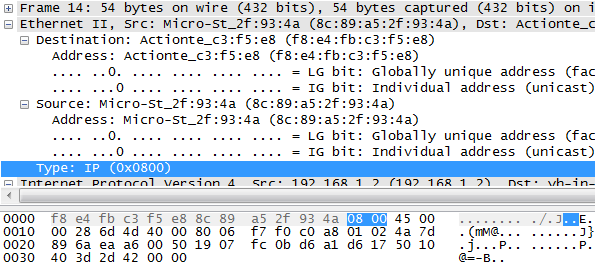 Frame 14: 54 bytes on wire (432 bits), 54 bytes captured (432 bits) on i
Ethernet II, Src: Micro-St_2f:93:4a (8c:89:a5:2f:93:4a), Dst: Actionte_c3
Destination: Actionte_c3:f5:e8 (f8:e4:fb:c3:f5:e8)
Address: Actionte_c3:f5:e8 (f8:e4:fb:c3:f5:e8)
.... ..0. .... .... .... .... = LG bit: Globally unique address (fac
.... ...0 .... .... .... .... = IG bit: Individual address (unicast)
Source: Micro-St_2f:93:4a (8c:89:a5:2f:93:4a)
Address: Micro-St_2f:93:4a (8c:89:a5:2f:93:4a)
.... ..0. .... .... .... .... = LG bit: Globally unique address (fac
.... ...0 .... .... .... .... = IG bit: Individual address (unicast)
Type: IP (0x0800)
Internet Protocol Version 4, Src: 192.168.1.2 (192.168.1.2), Dst: yh-in-
0000 f8 e4 fb c3 f5 e8 8c 89 a5 2f 93 4a 08 00 45 00 ........ ./.J..E.
0010 00 28 6d 4d 40 00 80 06 f7 f0 c0 a8 01 02 4a 7d .(mM@... ......J}
0020 89 6a ea a6 00 50 19 07 fc 0b d6 a1 d6 17 50 10 .j...P.. ......P.
0030 40 3d 2d 42 00 00 @=-B..